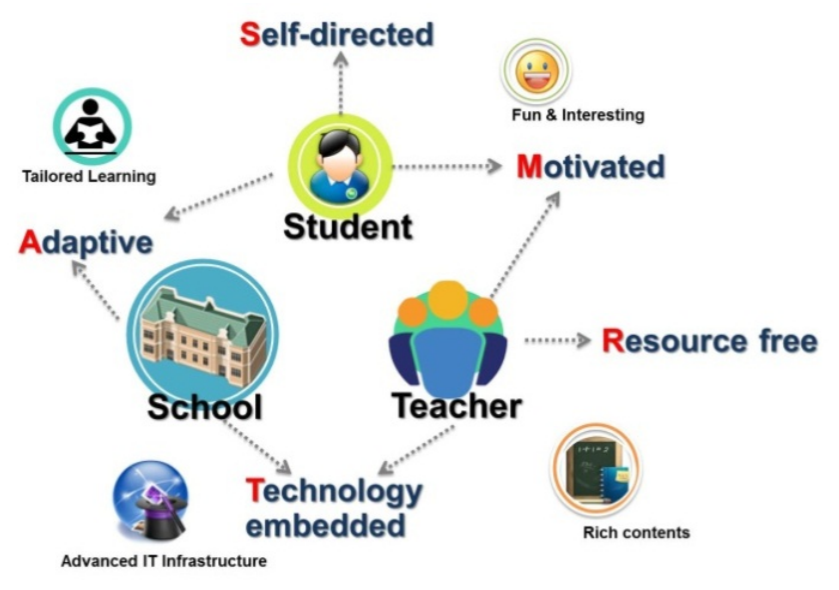 Self-directed
Fun & Interesting
Tailored Learning
Motivated
Student
Adaptive
Resource free
School
Teacher
Technology
embedded
Rich contents
Advanced IT Infrastructure